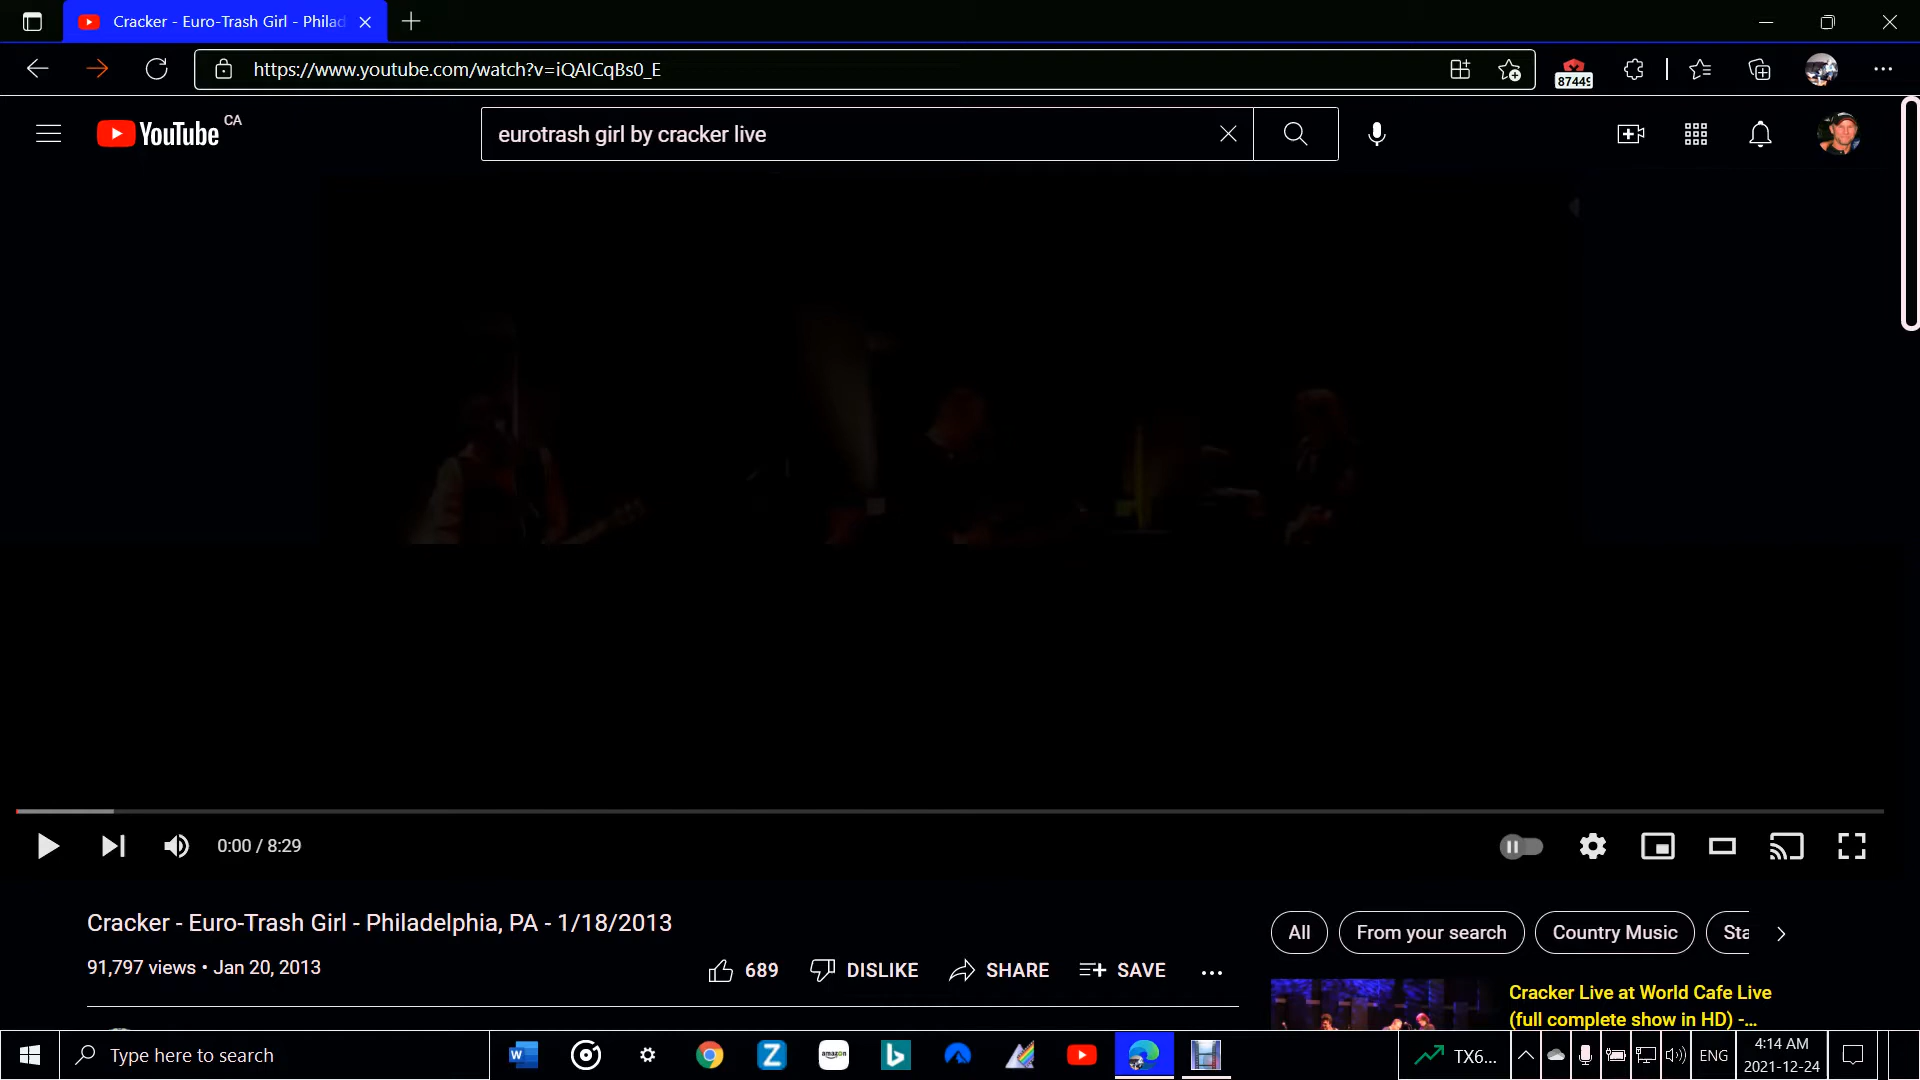 Cracker - Euro-Trash Girl - Philad
https://www.youtube.com/watch?v=iQAICqBs0_E
87449
YouTube CA
eurotrash girl by cracker live
0:00 / 8:29
Cracker - Euro-Trash Girl - Philadelphia, PA - 1/18/2013
91,797 views • Jan 20, 2013
689
DISLIKE
SHARE
SAVE
All
From your search
Country Music
Sta
Cracker Live at World Cafe Live
(full complete show in HD) -...
Type here to search
W
Z
amazon
b
TX6...
ENG
4:14 AM
2021-12-24